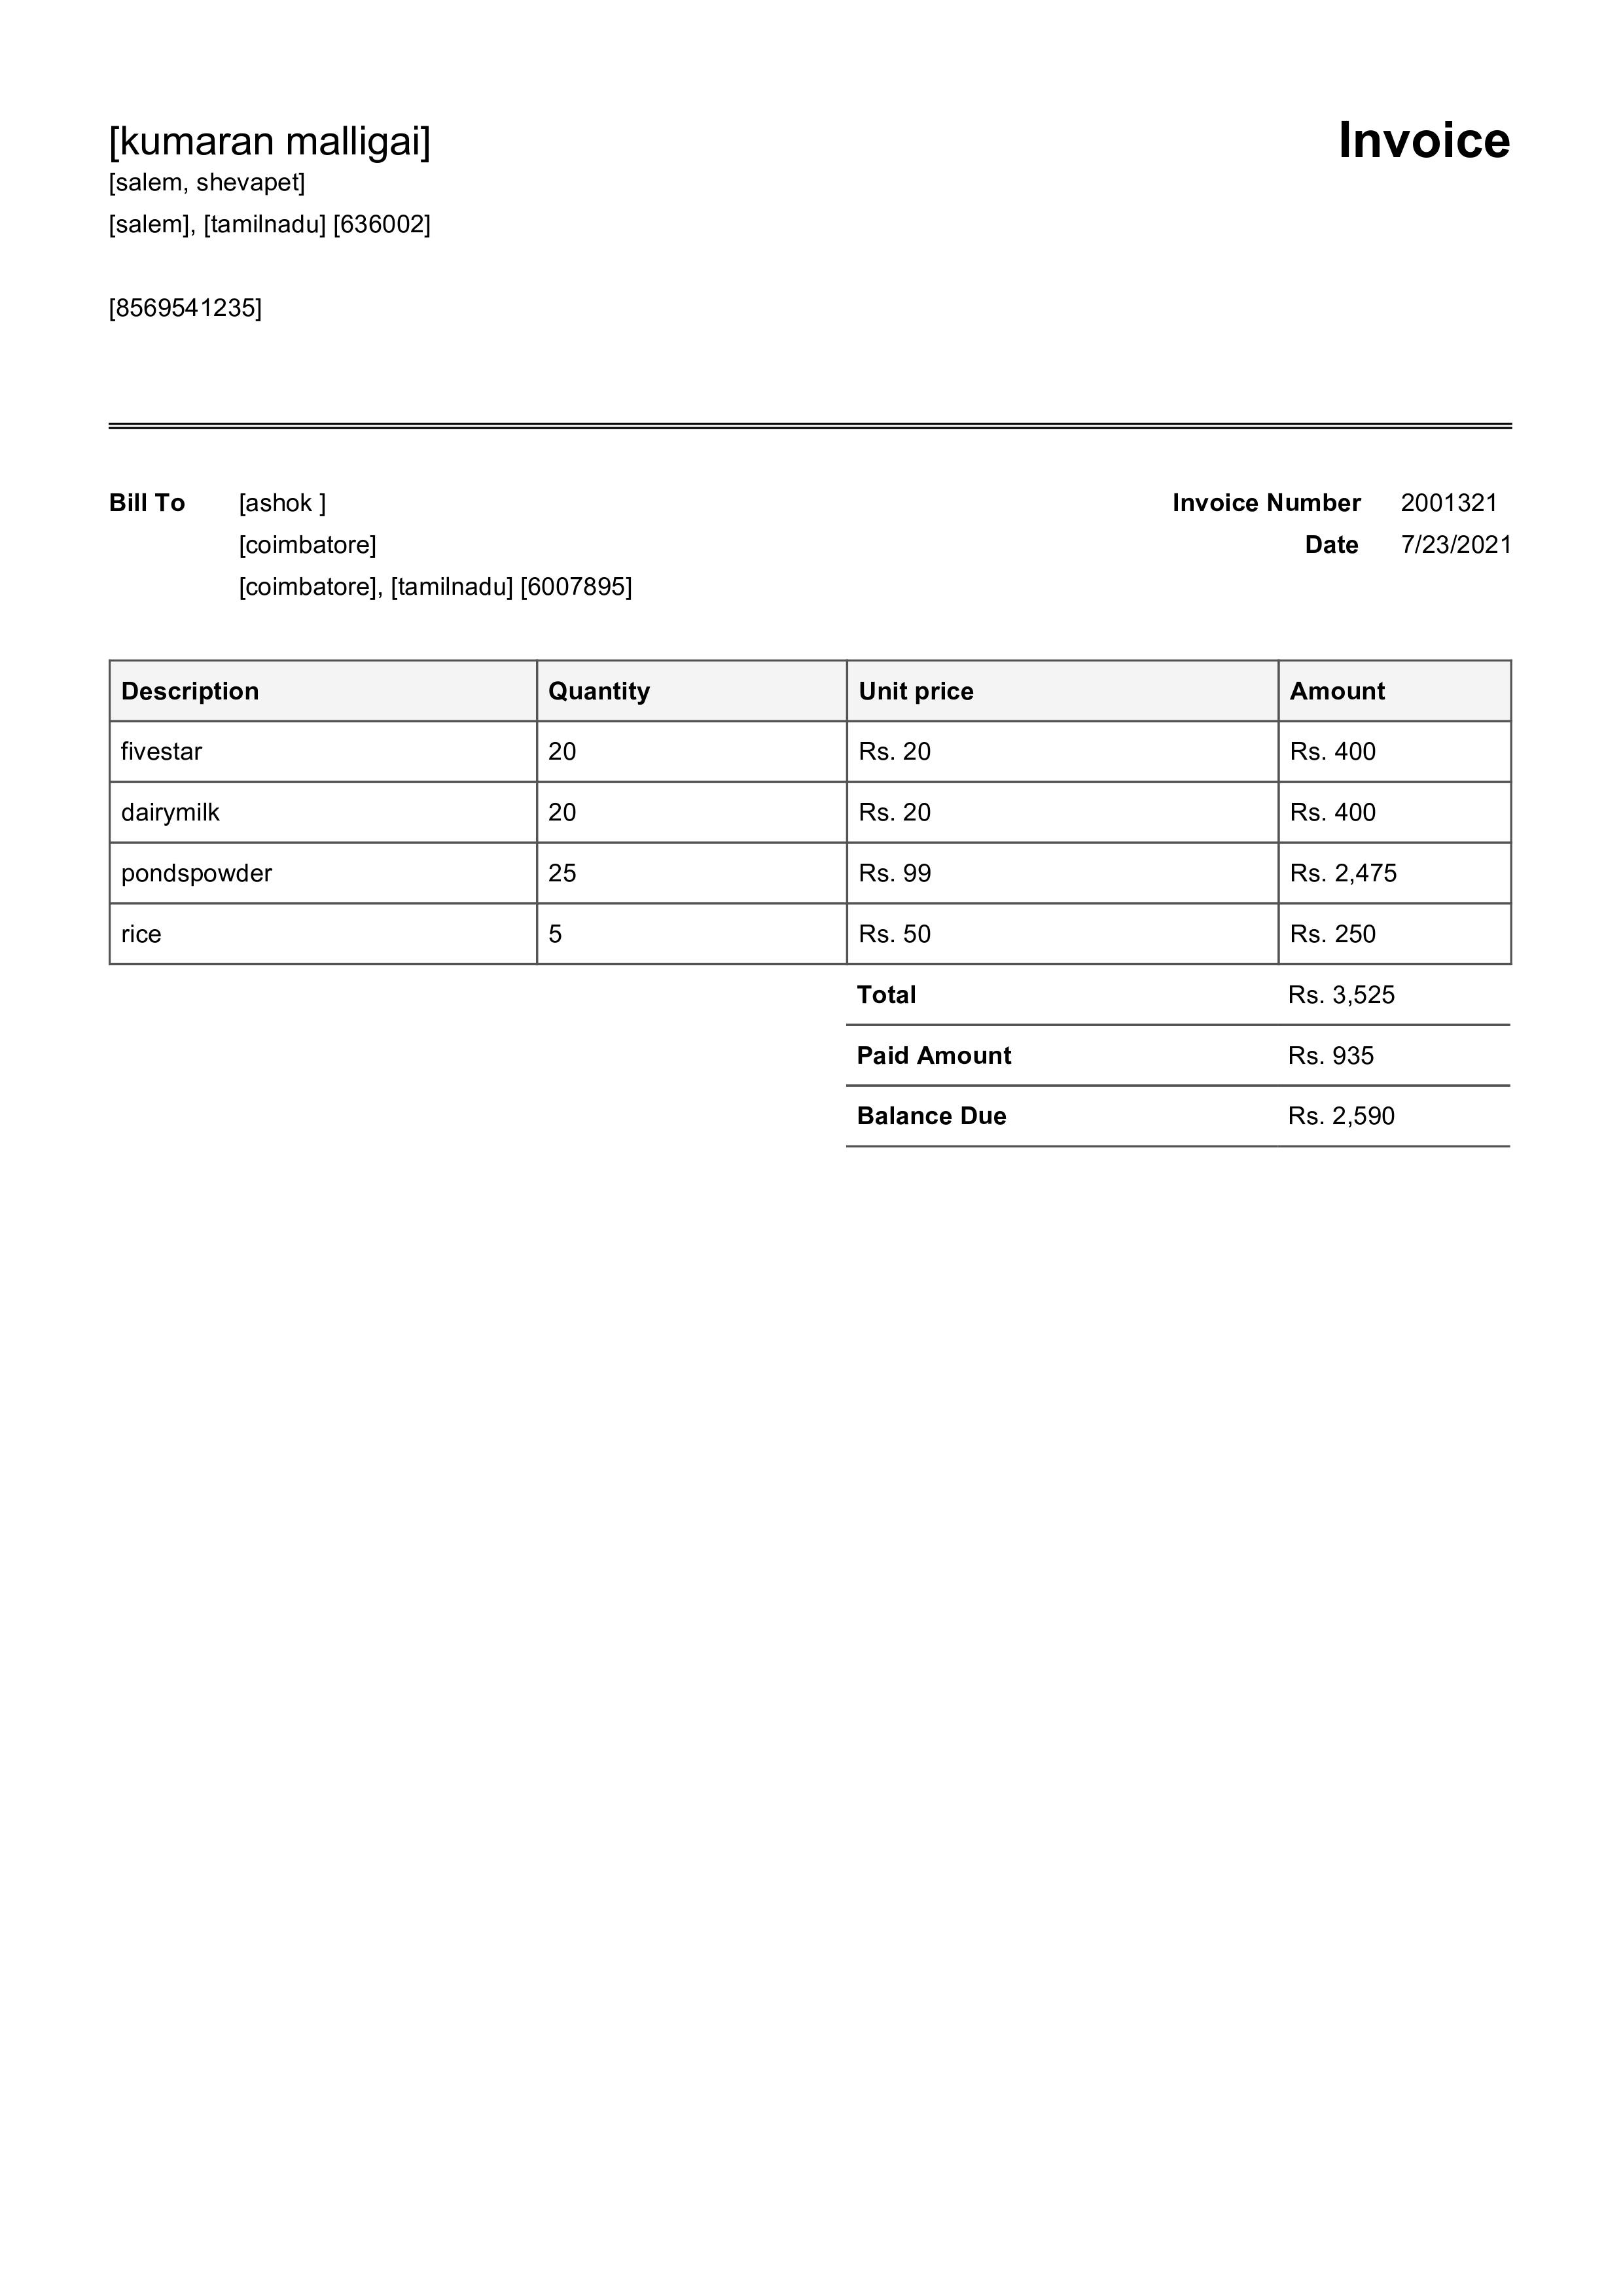 [kumaran malligai]
Invoice
[salem, shevapet]
[salem], [tamilnadu] [636002]
[8569541235]
Bill To [ashok ] Invoice Number 2001321
[coimbatore] Date 7/23/2021
[coimbatore], [tamilnadu] [6007895]
Description Quantity Unit price Amount
fivestar 20 Rs. 20 Rs. 400
dairymilk 20 Rs. 20 Rs. 400
pondspowder 25 Rs. 99 Rs. 2,475
rice 5 Rs. 50 Rs. 250
Total Rs. 3,525
Paid Amount Rs. 935
Balance Due Rs. 2,590